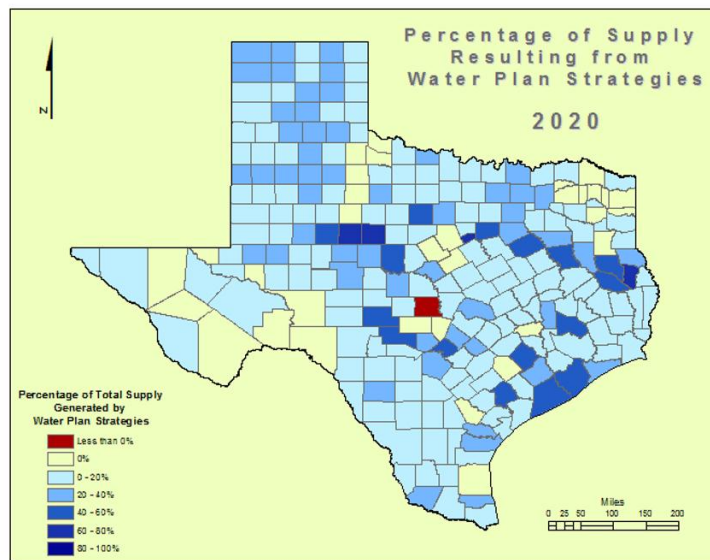 Percentage of Supply
Resulting from
Water Plan Strategies
2020
N
Percentage of Total Supply
Generated by
Water Plan Strategies
Less than 0%
0%
0 - 20%
20 - 40%
40 - 60%
60 - 80%
80 - 100%
Miles
0 25 50 100 150 200